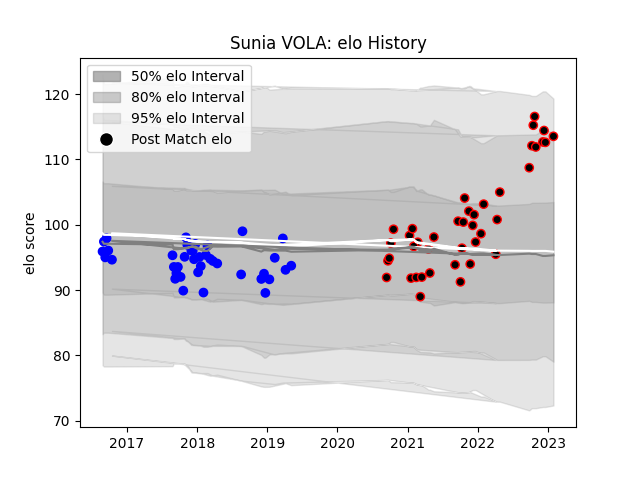 Sunia VOLA: elo History
50% elo Interval
80% elo Interval
95% elo Interval
Post Match elo
elo score
120
110
100
90
80
70
2017 2018 2019 2020 2021 2022 2023